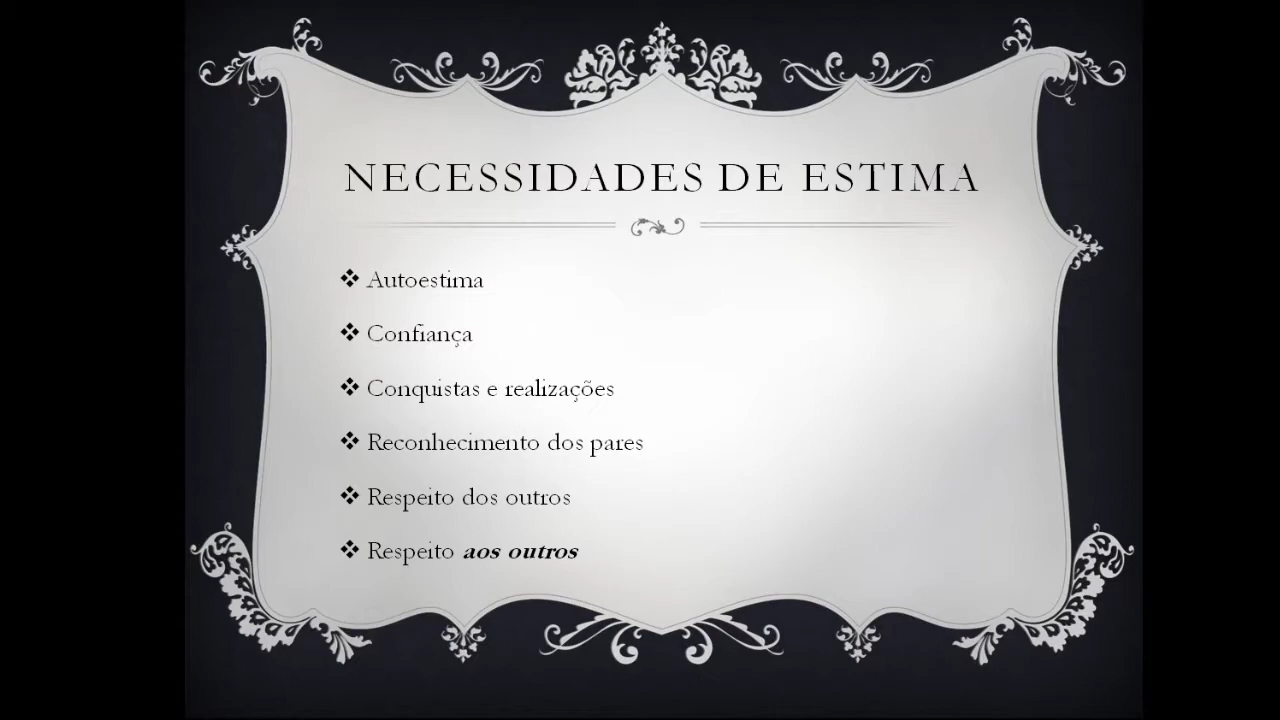 NECESSIDADES DE ESTIMA
❖ Autoestima
❖ Confiança
❖ Conquistas e realizações
❖ Reconhecimento dos pares
❖ Respeito dos outros
❖ Respeito aos outros